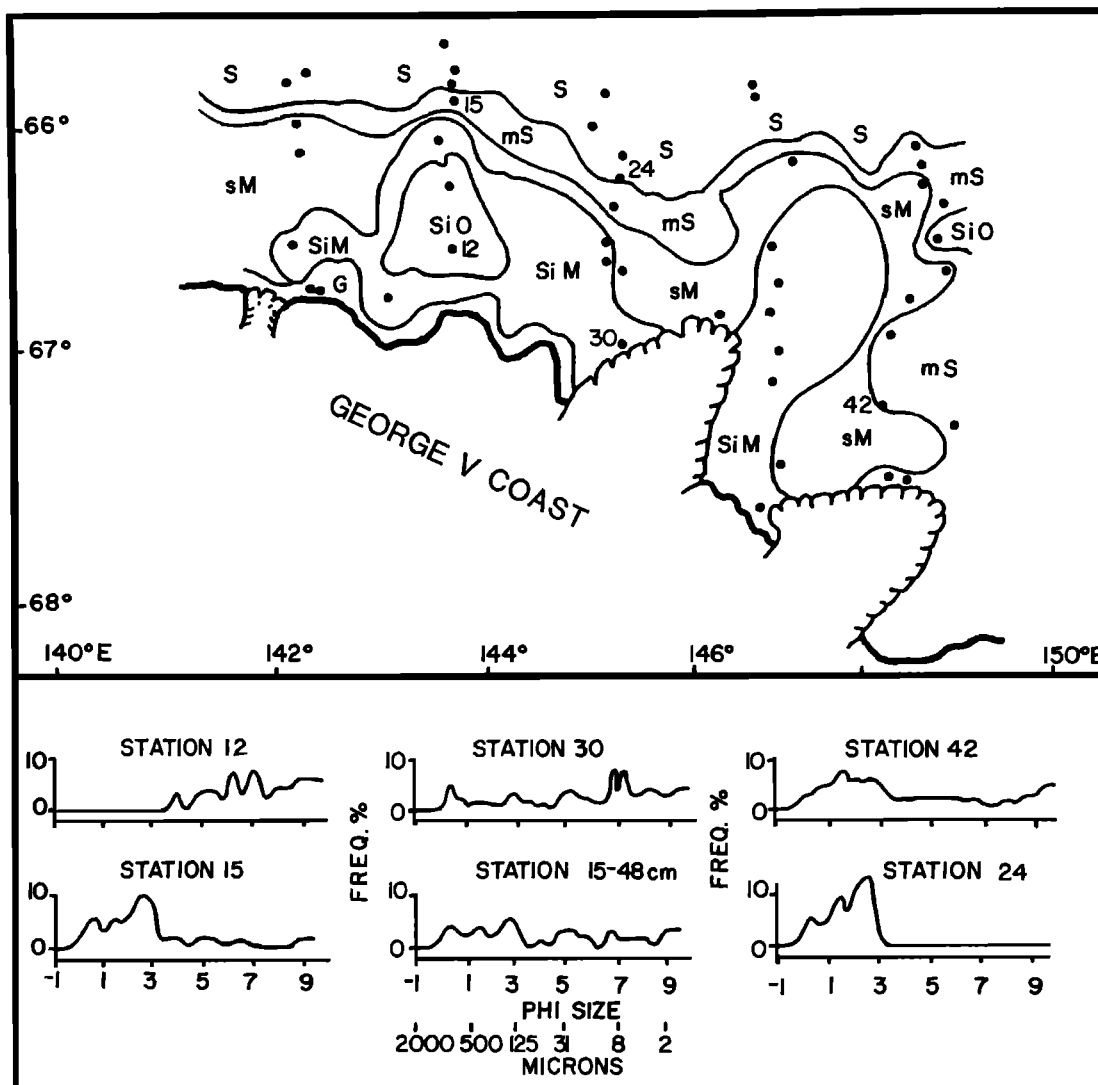 S S S S S S
15
66°
mS
24
mS
mS
sM
sM
SiO
SiO
12
SiM
SiM
sM
G
30
67°
mS
42
sM
SiM
GEORGE V COAST
68°
140°E 142° 144° 146° 150°E
STATION 12
10
0
STATION 30
10
0
STATION 42
10
0
FREQ. %
FREQ. %
STATION 15
10
0
-1 1 3 5 7 9
STATION 15-48cm
10
0
-1 1 3 5 7 9
PHI SIZE
2000 500 125 31 8 2
MICRONS
STATION 24
10
0
-1 1 3 5 7 9